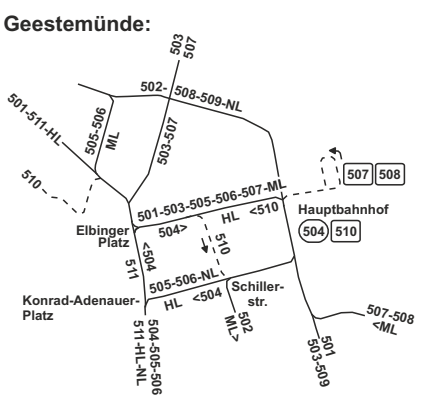 Geestemünde:
503
507
502-
508-509-NL
501-511-HL
505-506
ML
503-507
510
507 508
501-503-505-506-507-ML
HL <510
504>
Hauptbahnhof
504 510
Elbinger
Platz
510
<504
511
505-506-NL
HL <504
Schiller-
str.
Konrad-Adenauer-
Platz
504-505-506
511-HL-NL
502
ML>
501
503-509
507-508
<ML